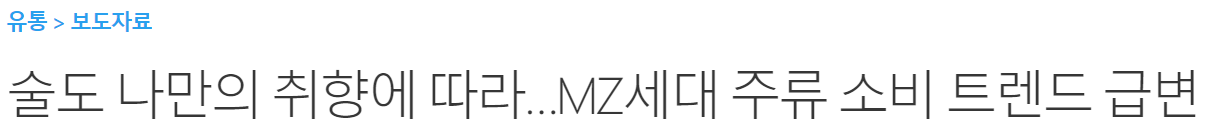 유통 > 보도자료
술도 나만의 취향에 따라...MZ세대 주류 소비 트렌드 급변